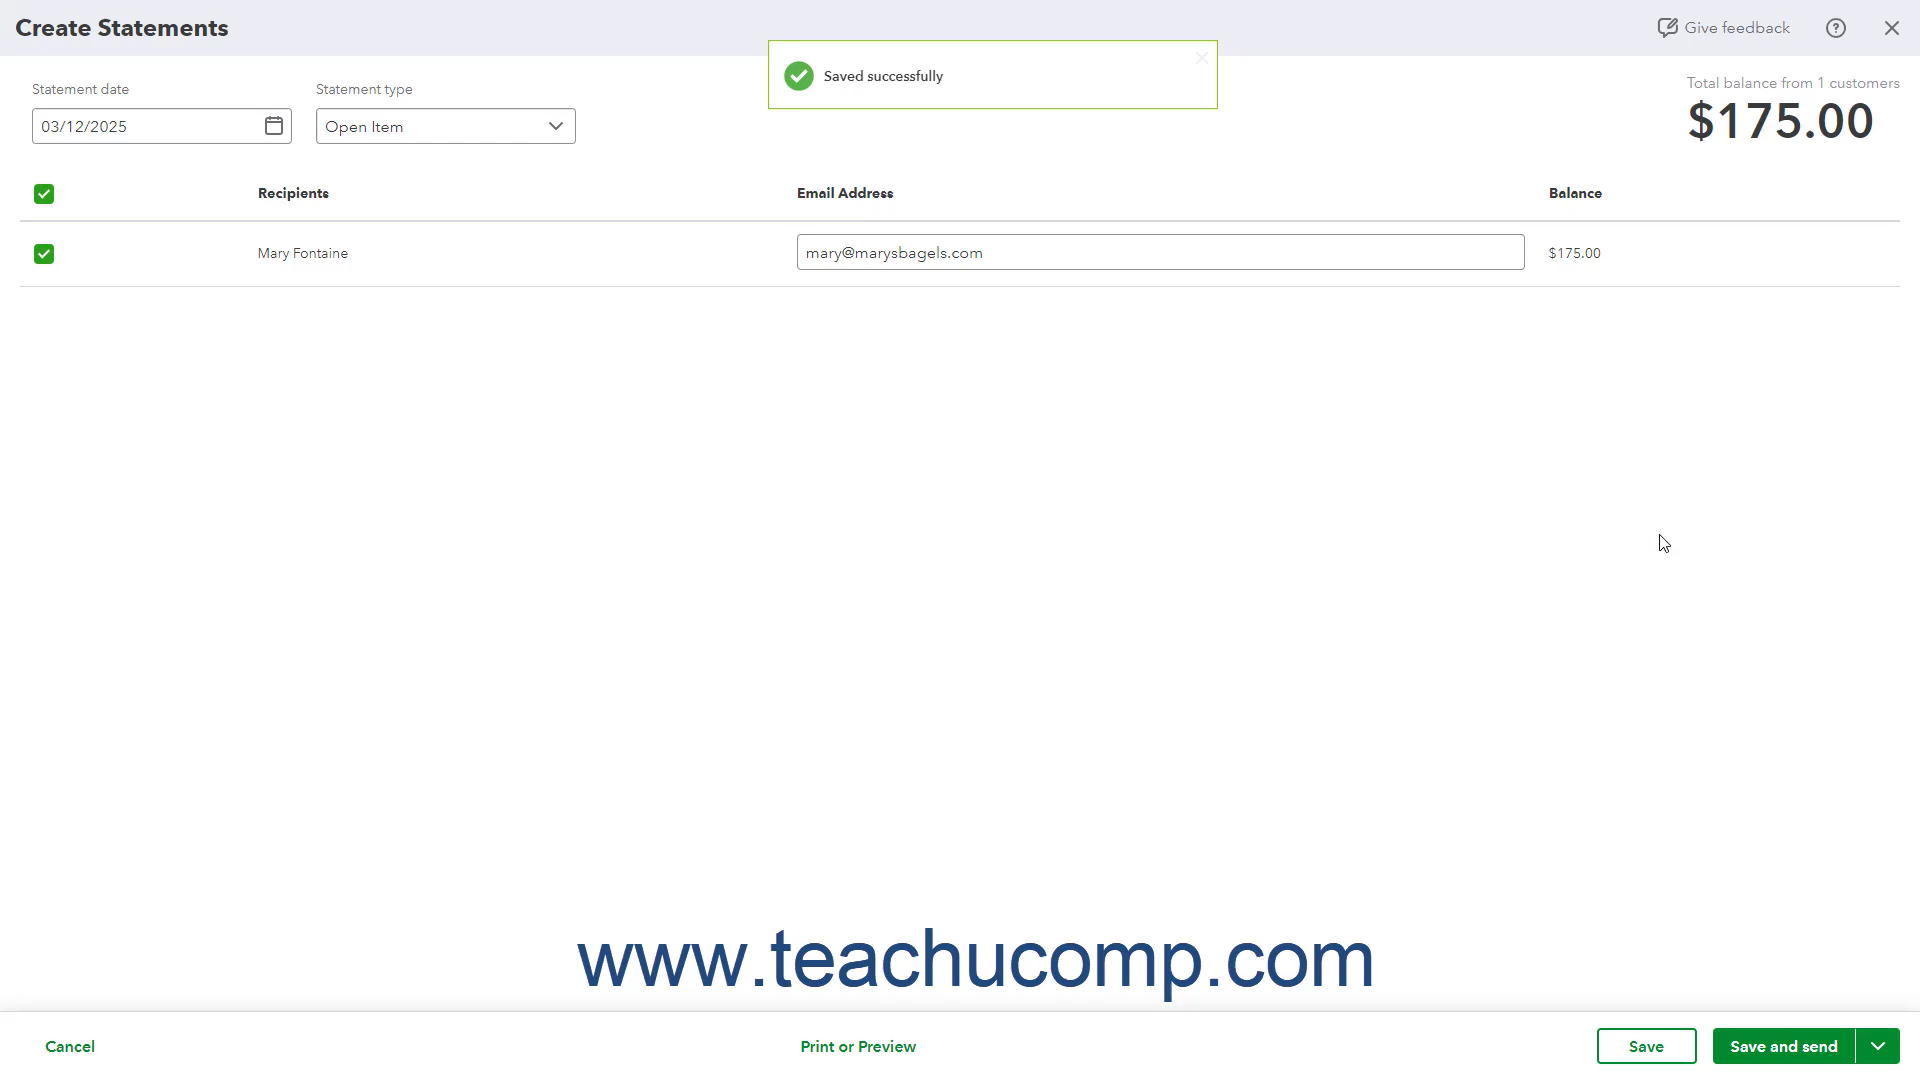 Create Statements
Give feedback
Saved successfully
Statement date
Statement type
Total balance from 1 customers
03/12/2025
Open Item
$175.00
Recipients
Email Address
Balance
Mary Fontaine
mary@marysbagels.com
$175.00
www.teachucomp.com
Cancel
Print or Preview
Save
Save and send